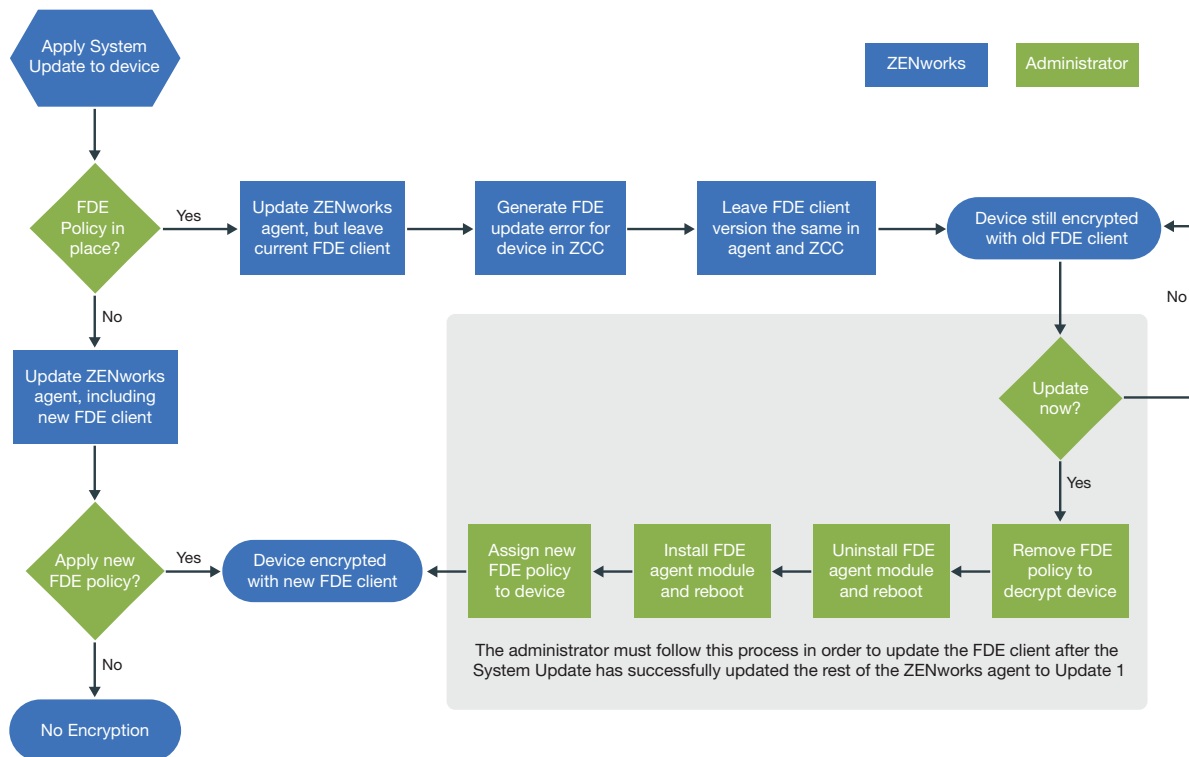 Apply System
Update to device
ZENworks
Administrator
FDE
Policy in
place?
Yes
Update ZENworks
agent, but leave
current FDE client
Generate FDE
update error for
device in ZCC
Leave FDE client
version the same in
agent and ZCC
Device still encrypted
with old FDE client
No
No
Update ZENworks
agent, including
new FDE client
Update
now?
Yes
Apply new
FDE policy?
Yes
Device encrypted
with new FDE client
Assign new
FDE policy
to device
Install FDE
agent module
and reboot
Uninstall FDE
agent module
and reboot
Remove FDE
policy to
decrypt device
The administrator must follow this process in order to update the FDE client after the
System Update has successfully updated the rest of the ZENworks agent to Update 1
No
No Encryption